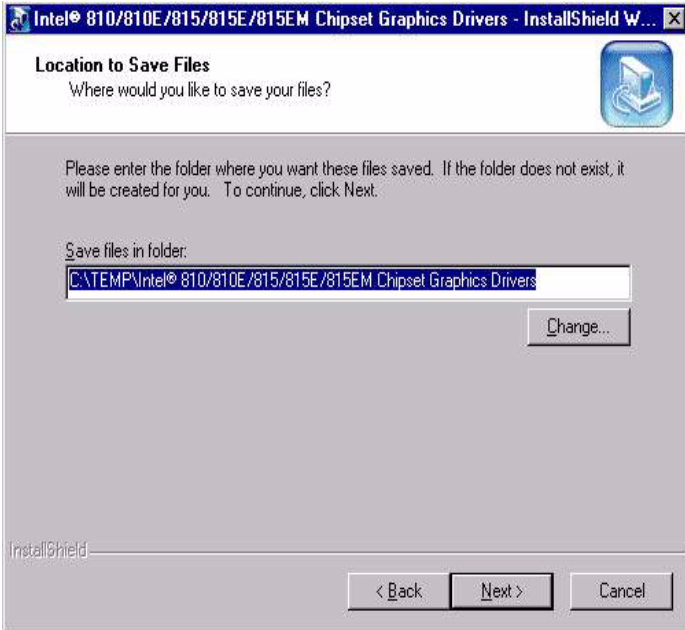 Intel® 810/810E/815/815E/815EM Chipset Graphics Drivers - InstallShield W...
Location to Save Files
Where would you like to save your files?
Please enter the folder where you want these files saved. If the folder does not exist, it
will be created for you. To continue, click Next.
Save files in folder:
C:\TEMP\Intel® 810/810E/815/815E/815EM Chipset Graphics Drivers
Change...
InstallShield
< Back
Next >
Cancel